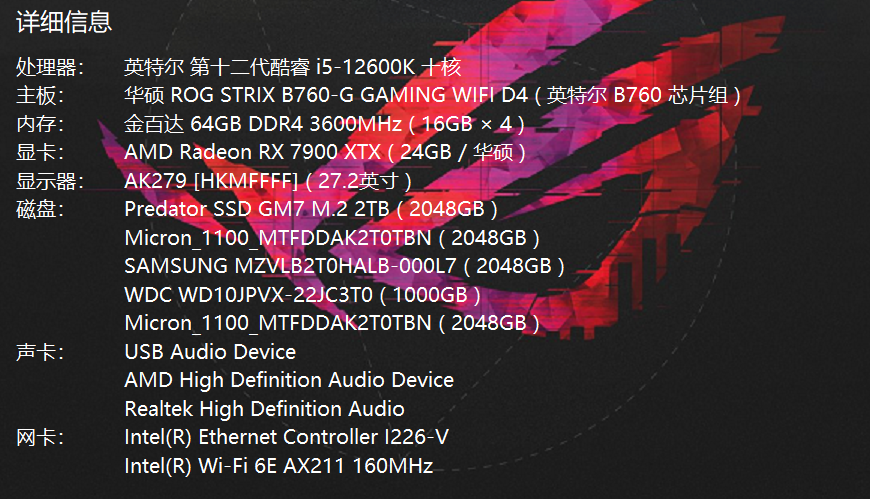 详细信息
处理器： 英特尔 第十二代酷睿 i5-12600K 十核
主板： 华硕 ROG STRIX B760-G GAMING WIFI D4 ( 英特尔 B760 芯片组 )
内存： 金百达 64GB DDR4 3600MHz ( 16GB × 4 )
显卡： AMD Radeon RX 7900 XTX ( 24GB / 华硕 )
显示器： AK279 [HKMFFFF] ( 27.2英寸 )
磁盘： Predator SSD GM7 M.2 2TB ( 2048GB )
Micron_1100_MTFDDAK2T0TBN ( 2048GB )
SAMSUNG MZVLB2T0HALB-000L7 ( 2048GB )
WDC WD10JPVX-22JC3T0 ( 1000GB )
Micron_1100_MTFDDAK2T0TBN ( 2048GB )
声卡： USB Audio Device
AMD High Definition Audio Device
Realtek High Definition Audio
网卡： Intel(R) Ethernet Controller I226-V
Intel(R) Wi-Fi 6E AX211 160MHz